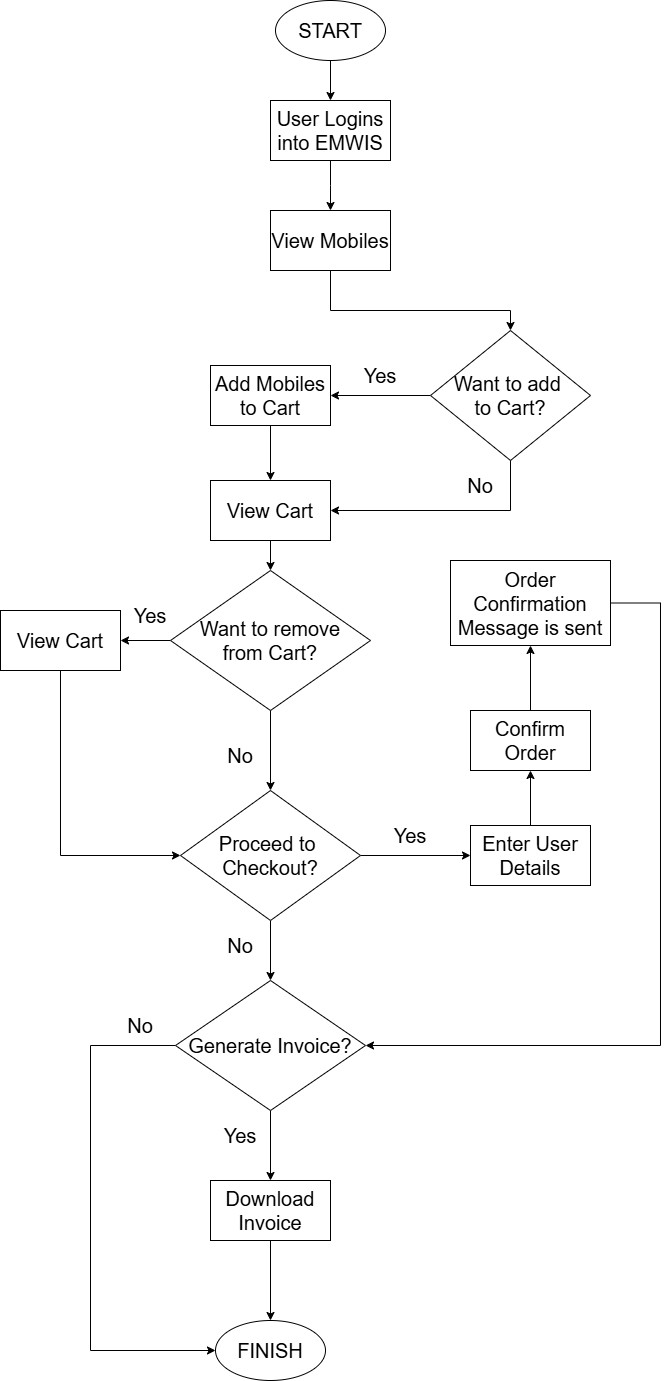 START
User Logins
into EMWIS
View Mobiles
Want to add
to Cart?
Yes
Add Mobiles
to Cart
No
View Cart
Want to remove
from Cart?
Yes
View Cart
No
Proceed to
Checkout?
Yes
Enter User
Details
Confirm
Order
Order
Confirmation
Message is sent
No
Generate Invoice?
No
Yes
Download
Invoice
FINISH